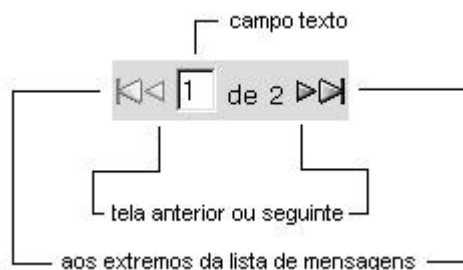 campo texto
1 de 2
tela anterior ou seguinte
aos extremos da lista de mensagens